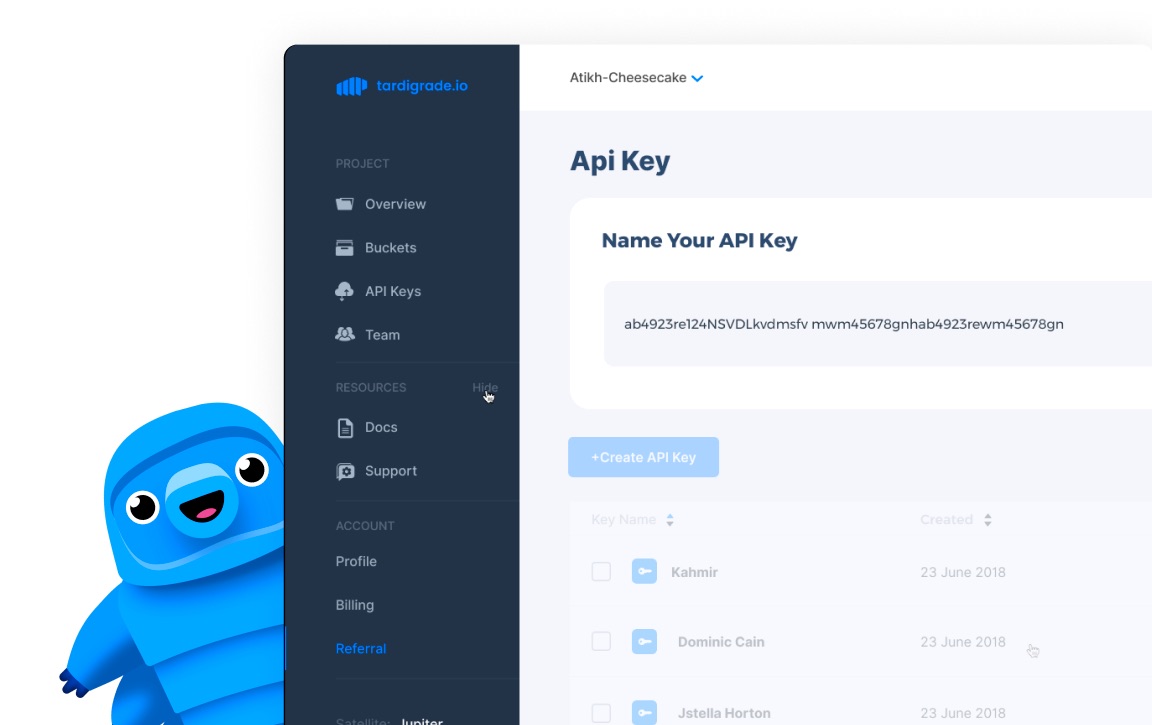 tardigrade.io
Atikh-Cheesecake
PROJECT
Overview
Buckets
API Keys
Team
RESOURCES Hide
Docs
Support
ACCOUNT
Profile
Billing
Referral
Satellite: Jupiter
Api Key
Name Your API Key
ab4923re124NSVDLkvdmsfv mwm45678gnhab4923rewm45678gn
+Create API Key
Key Name Created
Kahmir 23 June 2018
Dominic Cain 23 June 2018
Jstella Horton 23 June 2018